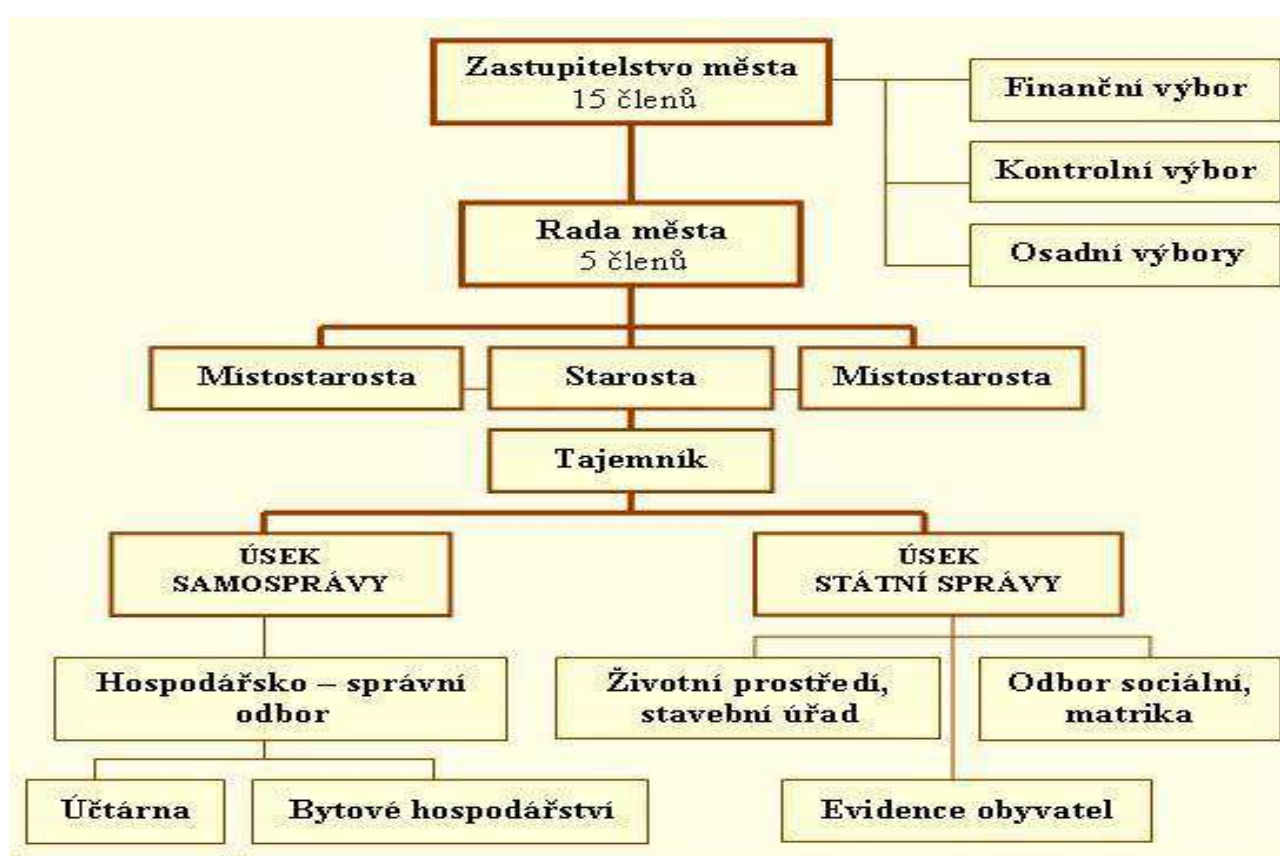 Zastupitelstvo města
15 členů
Finanční výbor
Kontrolní výbor
Osadní výbory
Rada města
5 členů
Místostarosta
Starosta
Místostarosta
Tajemník
ÚSEK
SAMOSPRÁVY
ÚSEK
STÁTNÍ SPRÁVY
Hospodářsko – správní
odbor
Životní prostředí,
stavební úřad
Odbor sociální,
matrika
Účtárna
Bytové hospodářství
Evidence obyvatel